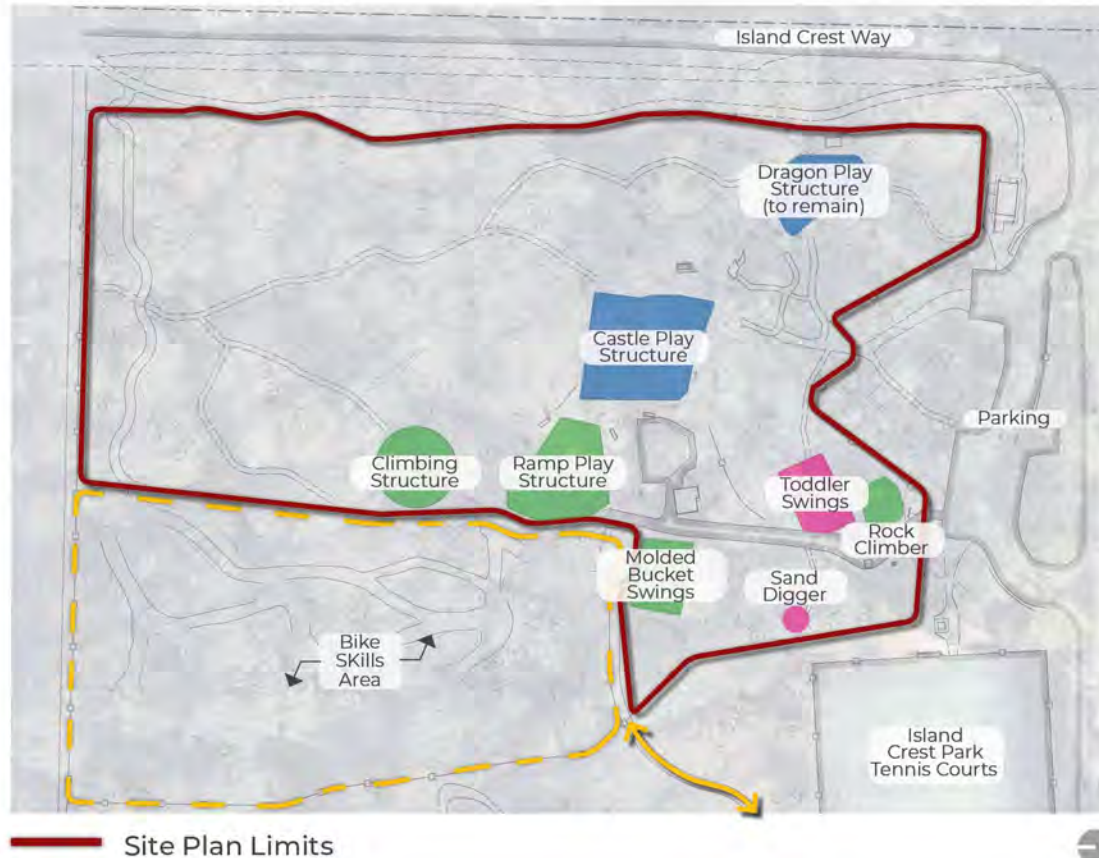 Island Crest Way
Dragon Play
Structure
(to remain)
Castle Play
Structure
Parking
Climbing
Structure
Ramp Play
Structure
Toddler
Swings
Rock
Climber
Molded
Bucket
Swings
Sand
Digger
Bike
SKills
Area
Island
Crest Park
Tennis Courts
Site Plan Limits